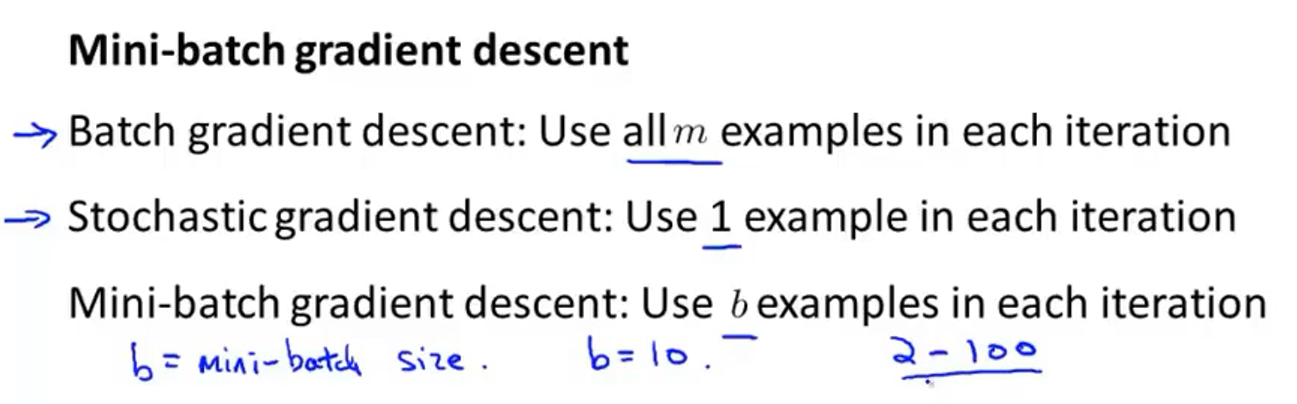 Mini-batch gradient descent
→ Batch gradient descent: Use all m examples in each iteration
→ Stochastic gradient descent: Use 1 example in each iteration
Mini-batch gradient descent: Use b examples in each iteration
b = Mini-batch size. b = 10. 2 - 100